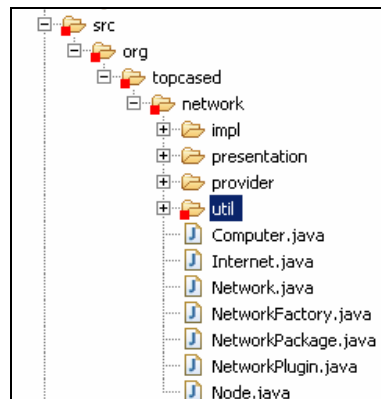 src
org
topcased
network
impl
presentation
provider
util
Computer.java
Internet.java
Network.java
NetworkFactory.java
NetworkPackage.java
NetworkPlugin.java
Node.java